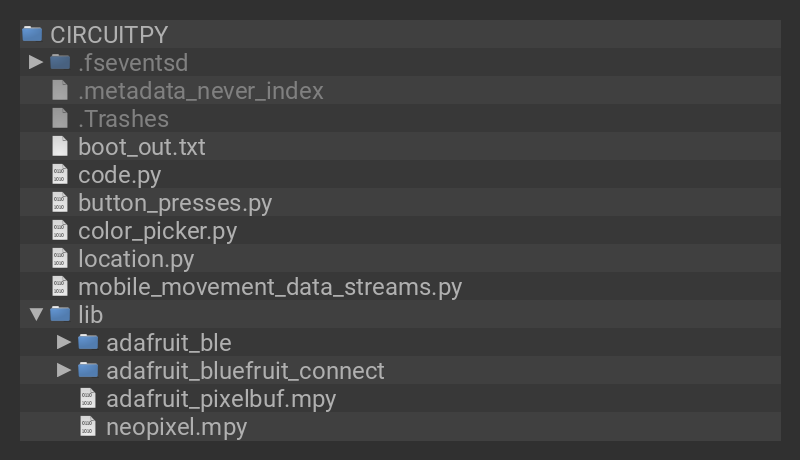 CIRCUITPY
.fseventsd
.metadata_never_index
.Trashes
boot_out.txt
code.py
button_presses.py
color_picker.py
location.py
mobile_movement_data_streams.py
lib
adafruit_ble
adafruit_bluefruit_connect
adafruit_pixelbuf.mpy
neopixel.mpy